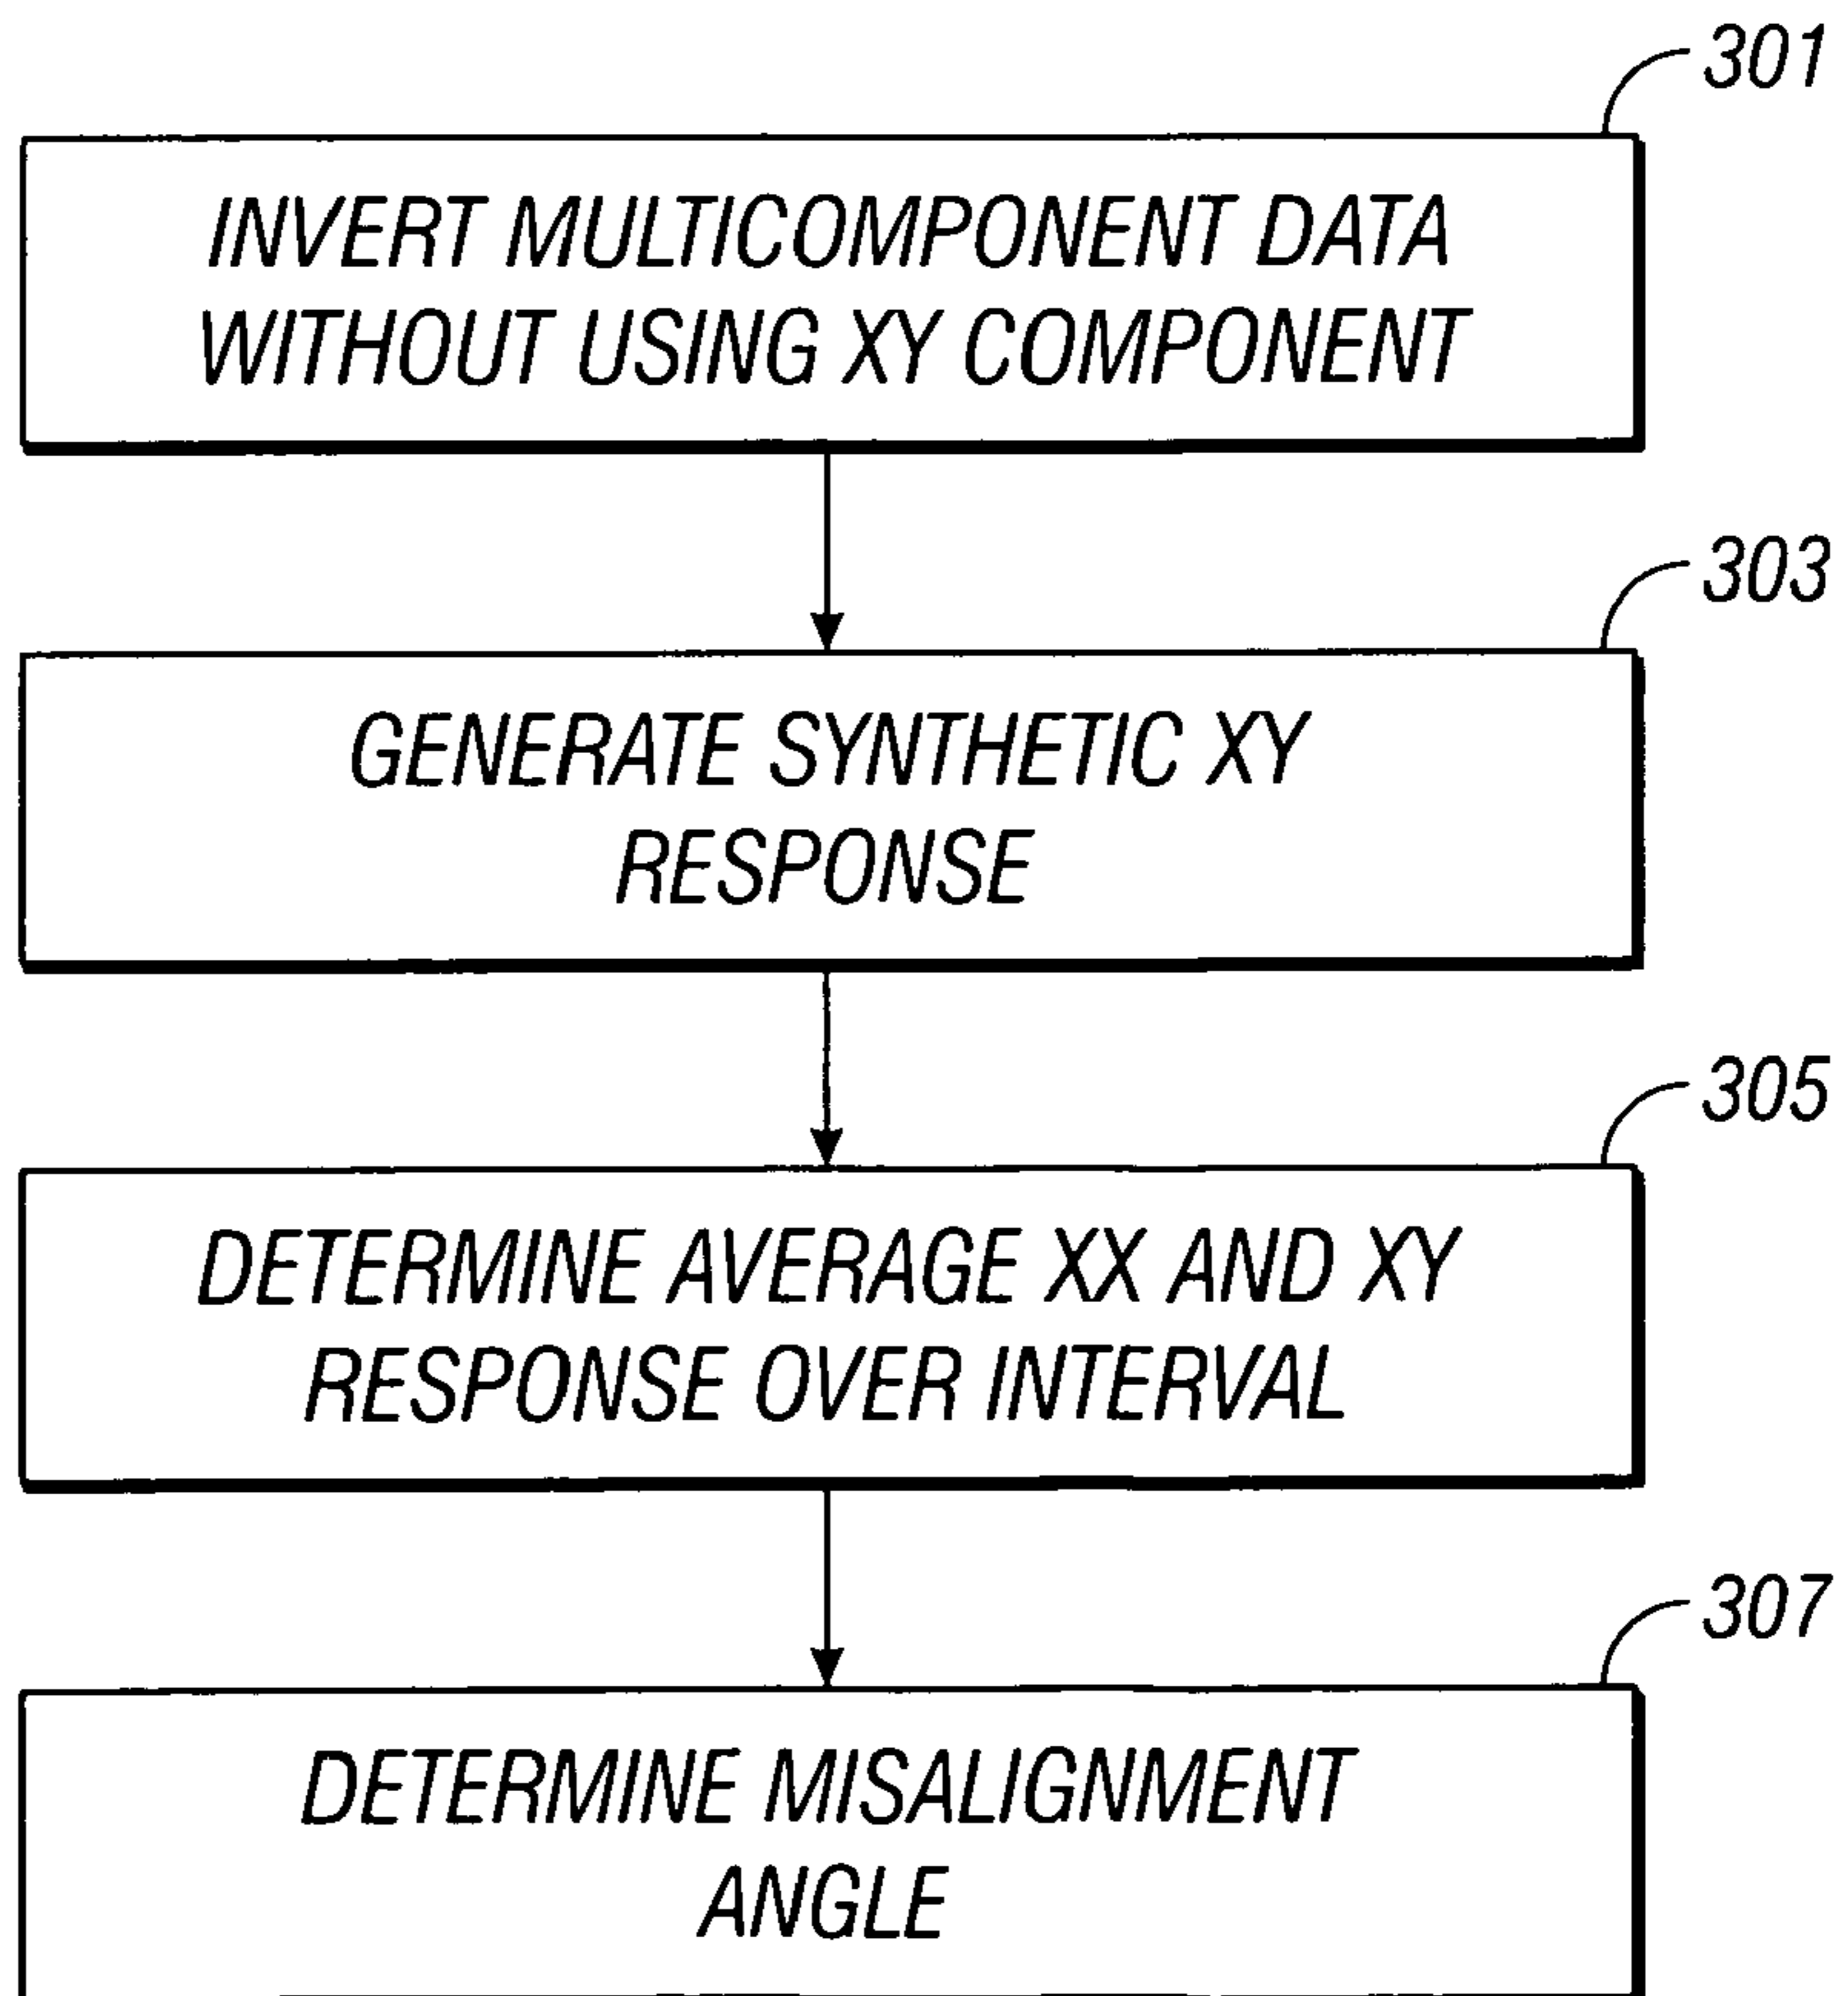 301
INVERT MULTICOMPONENT DATA
WITHOUT USING XY COMPONENT
303
GENERATE SYNTHETIC XY
RESPONSE
305
DETERMINE AVERAGE XX AND XY
RESPONSE OVER INTERVAL
307
DETERMINE MISALIGNMENT
ANGLE